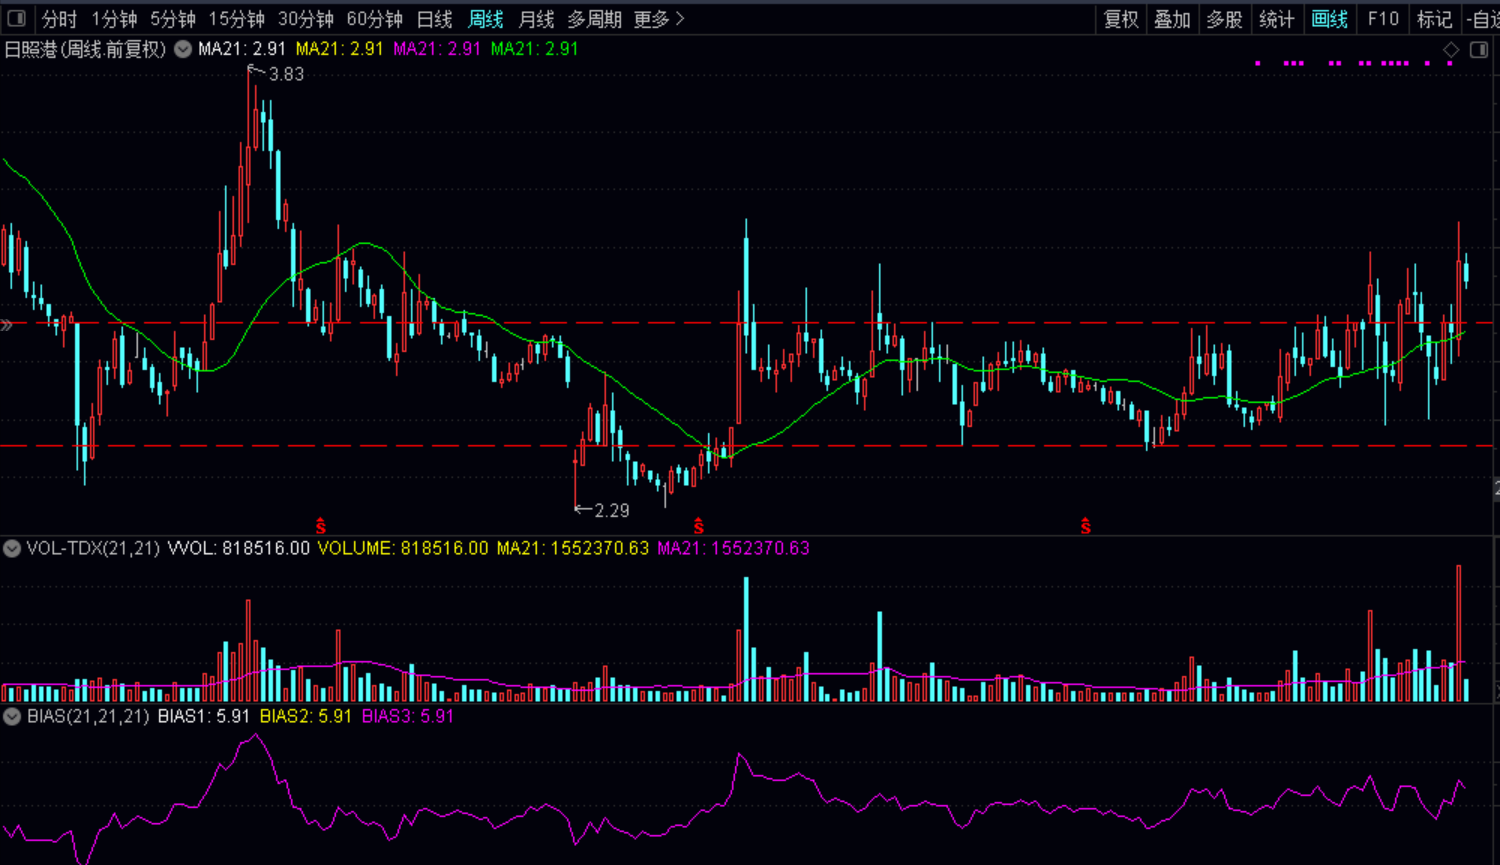 分时 1分钟 5分钟 15分钟 30分钟 60分钟 日线 周线 月线 多周期 更多 复权 叠加 多股 统计 画线 F10 标记 -自选
日照港(周线.前复权) MA21: 2.91 MA21: 2.91 MA21: 2.91 MA21: 2.91
3.83
2.29
S S S
VOL-TDX(21,21) VVOL: 818516.00 VOLUME: 818516.00 MA21: 1552370.63 MA21: 1552370.63
BIAS(21,21,21) BIAS1: 5.91 BIAS2: 5.91 BIAS3: 5.91